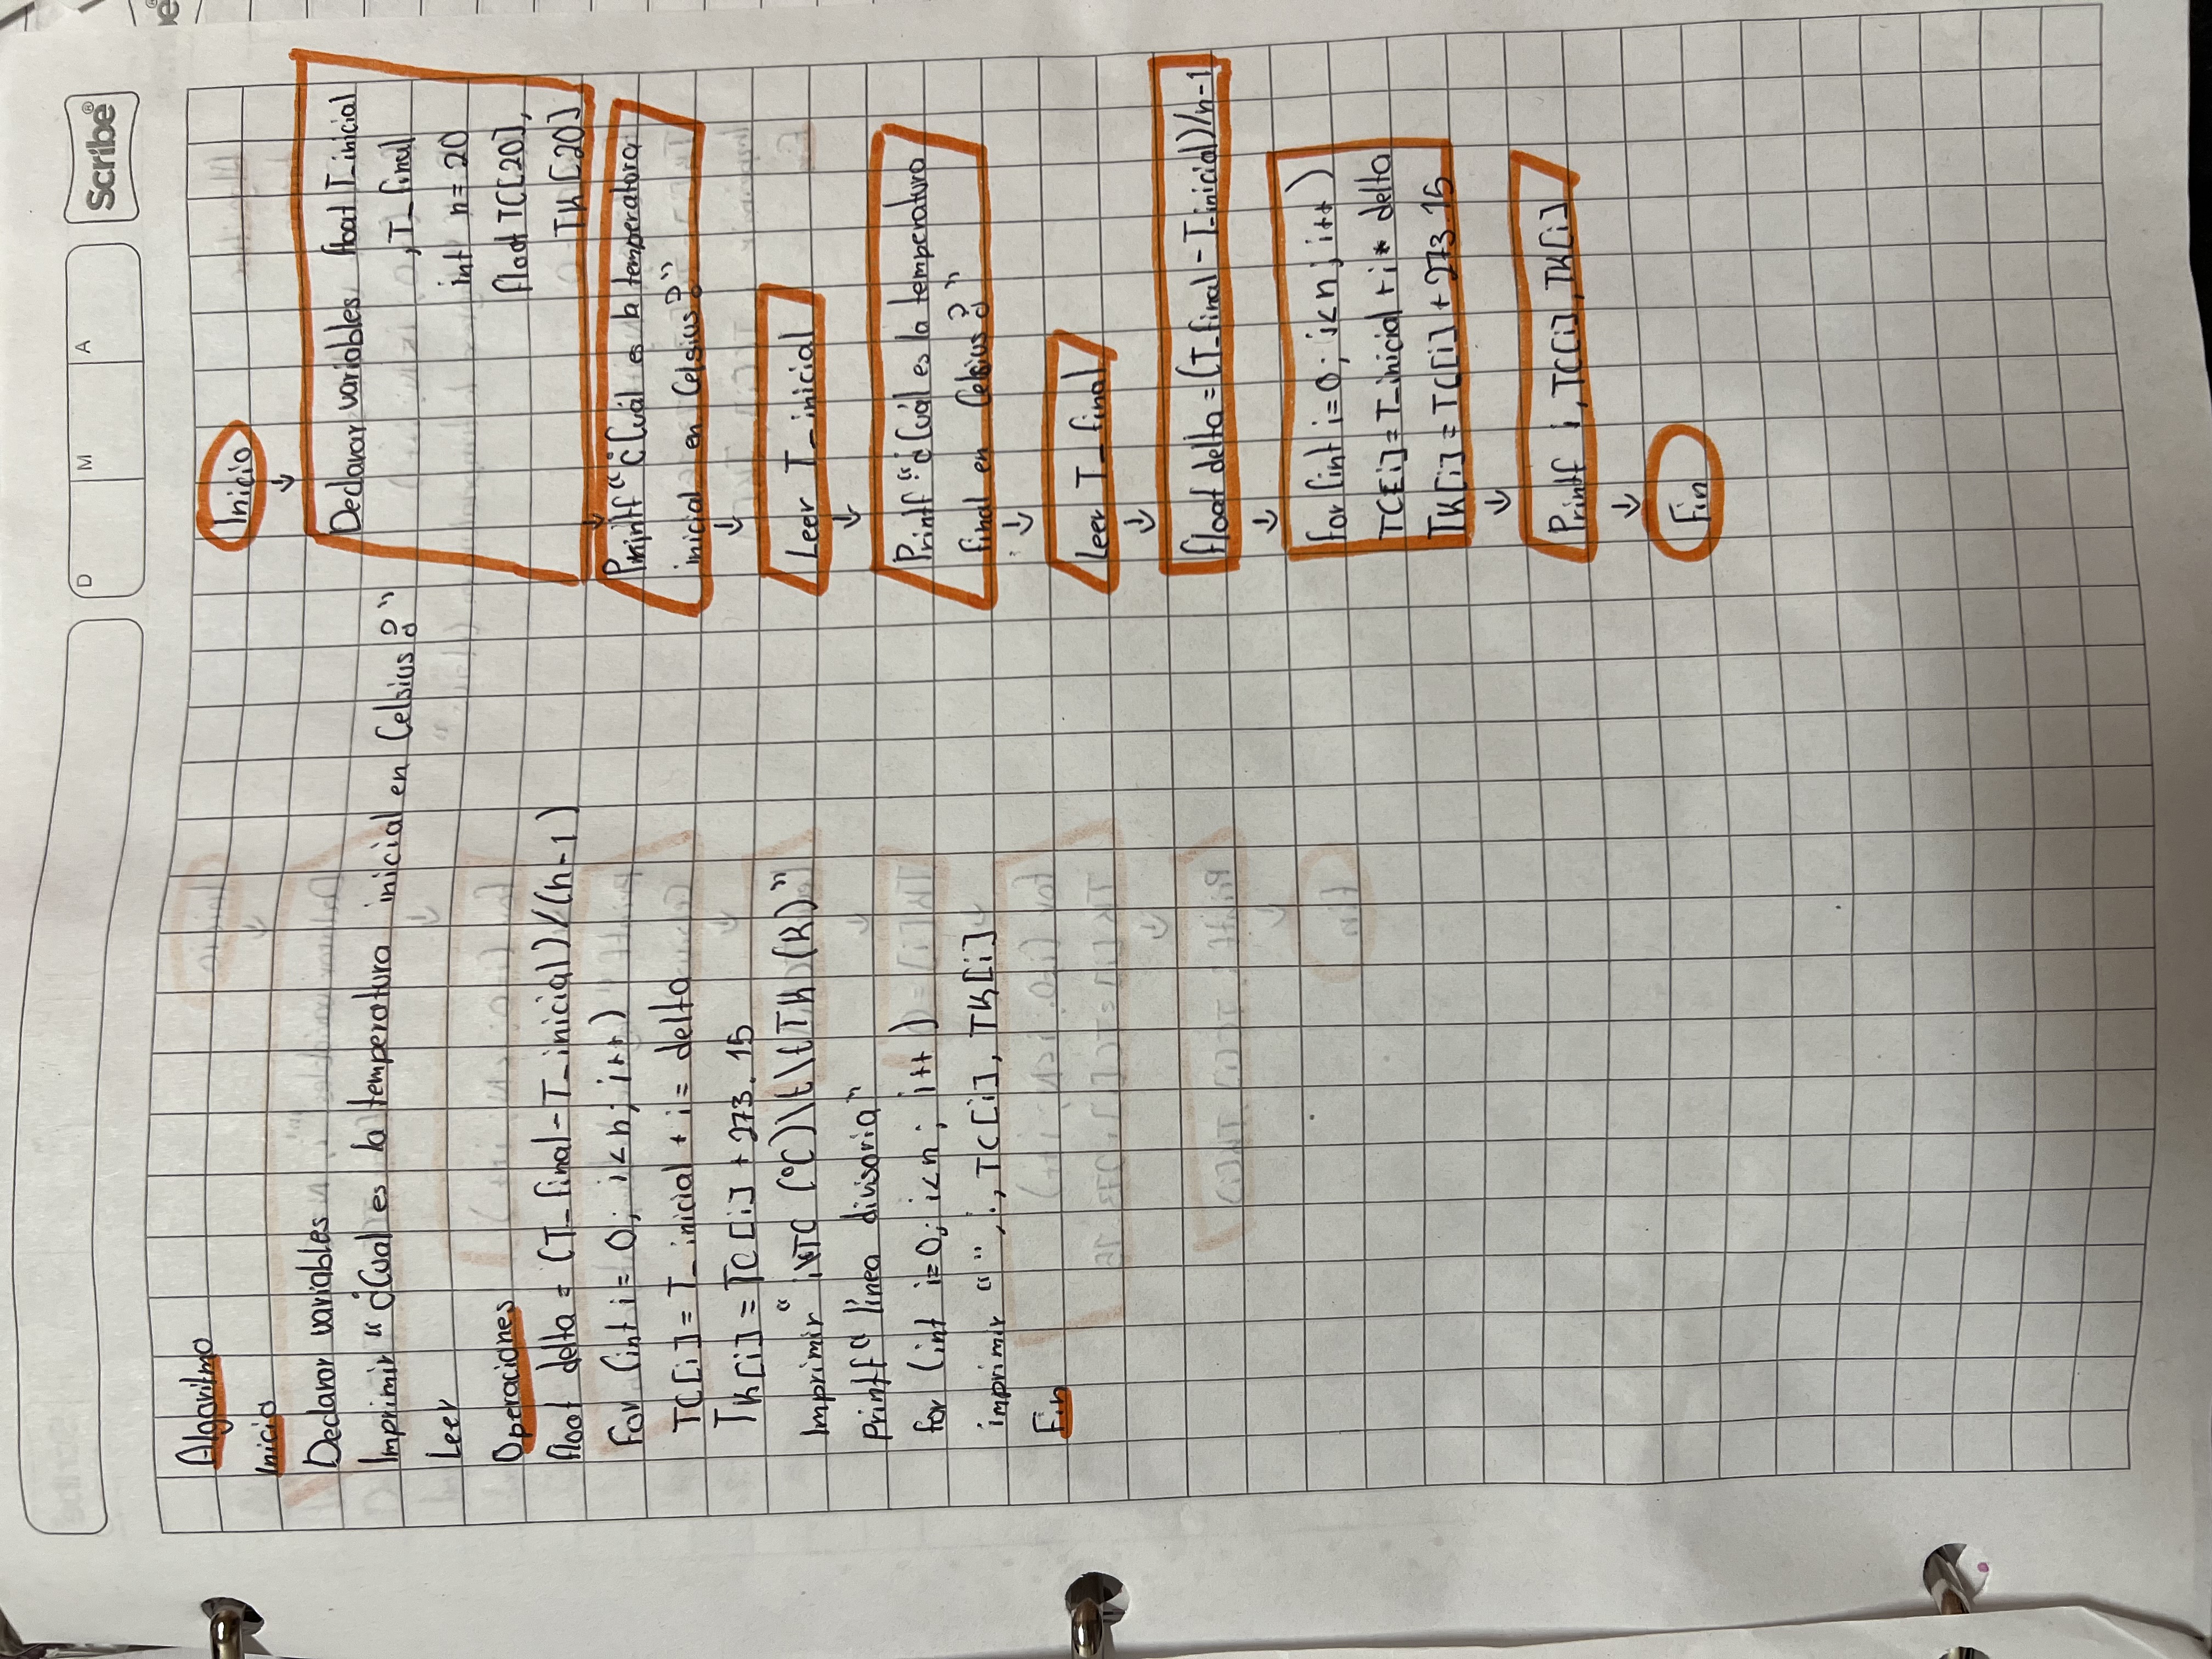 D M A Scribe®
Algoritmo
Inicio
Declarar variables
Imprimir "¿Cual es la temperatura inicial en Celsius?"
Leer
Operaciones
float delta = (T_final - T_inicial)/(n-1)
for (int i = 0; i<n; i++)
TC[i] = T_inicial + i = delta
TK[i] = TC[i] + 273.15
Imprimir " i\tTC (°C)\t\tTK (K)"
Printf " linea divisoria"
for (int i=0; i<n; i++)
imprimir " ", i, TC[i], TK[i]
Fin
Inicio
↓
Declarar variables float T_inicial
, T_final
int n=20
float TC[20],
TK[20]
↓
Printf "¿Cuál es la temperatura
inicial en Celsius?"
↓
Leer T_inicial
↓
Printf "¿Cuál es la temperatura
final en Celsius?"
↓
Leer T_final
↓
float delta = (T_final - T_inicial)/n-1
↓
for (int i=0; i<n; i++)
TC[i] = T_inicial + i * delta
TK[i] = TC[i] + 273.15
↓
Printf i, TC[i], TK[i]
↓
Fin